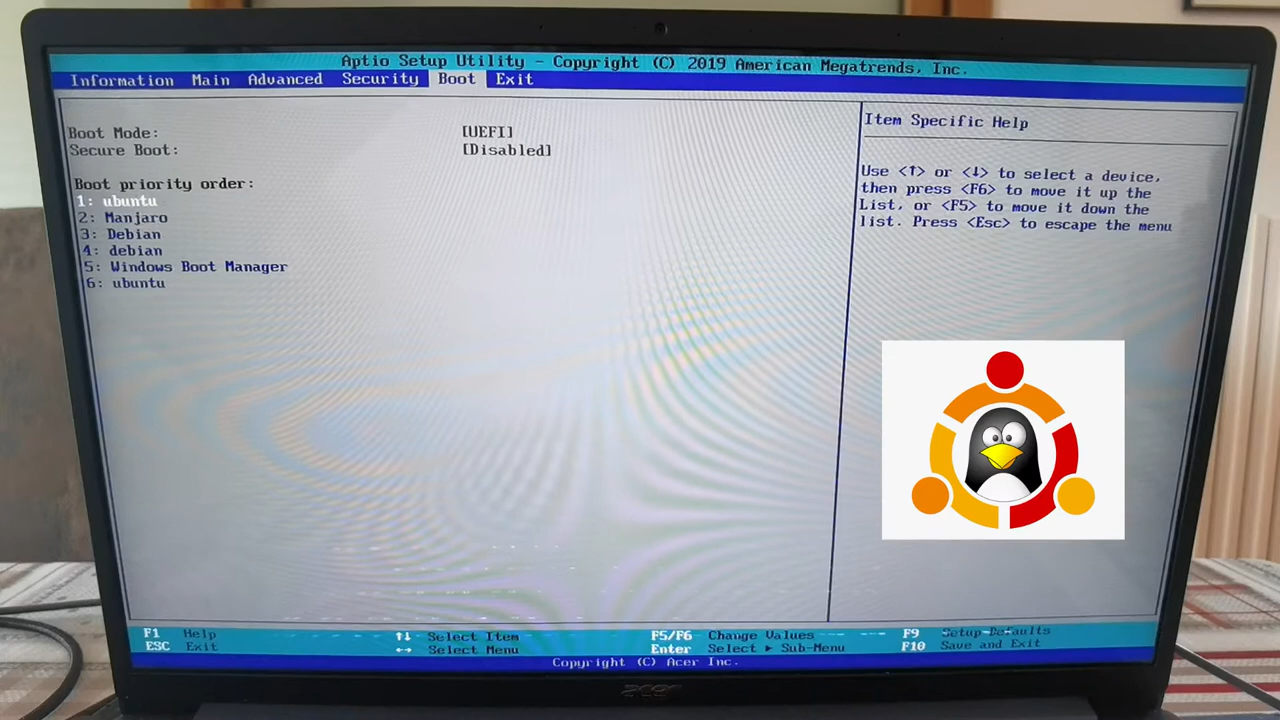 Aptio Setup Utility - Copyright (C) 2019 American Megatrends, Inc.
Information Main Advanced Security Boot Exit
Boot Mode: [UEFI]
Secure Boot: [Disabled]
Boot priority order:
1: ubuntu
2: Manjaro
3: Debian
4: debian
5: Windows Boot Manager
6: ubuntu
Item Specific Help
Use <↑> or <↓> to select a device,
then press <F6> to move it up the
List, or <F5> to move it down the
list. Press <Esc> to escape the menu
F1 Help ↑↓ Select Item F5/F6 Change Values F9 Setup Defaults
ESC Exit ←→ Select Menu Enter Select ▶ Sub-Menu F10 Save and Exit
Copyright (C) Acer Inc.
acer